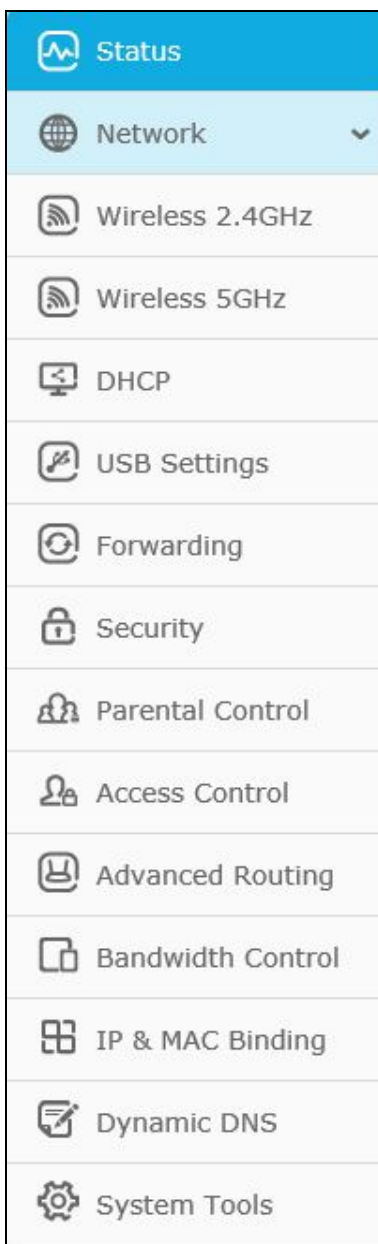 Status
Network
Wireless 2.4GHz
Wireless 5GHz
DHCP
USB Settings
Forwarding
Security
Parental Control
Access Control
Advanced Routing
Bandwidth Control
IP & MAC Binding
Dynamic DNS
System Tools